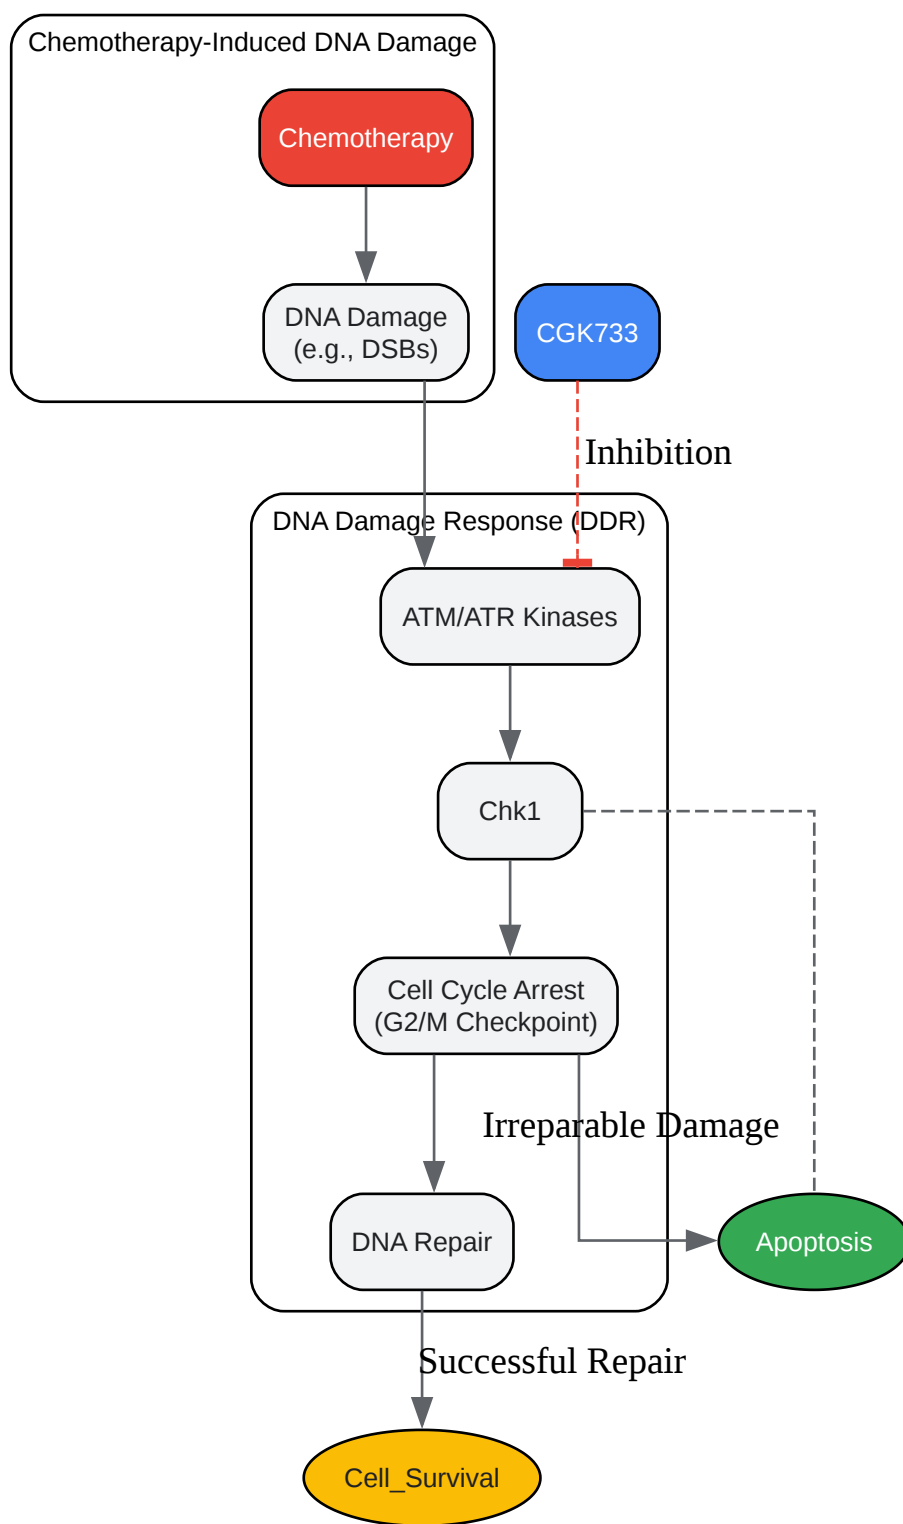 Chemotherapy-Induced DNA Damage
Chemotherapy
DNA Damage
(e.g., DSBs)
CGK733
Inhibition
DNA Damage Response (DDR)
ATM/ATR Kinases
Chk1
Cell Cycle Arrest
(G2/M Checkpoint)
Irreparable Damage
DNA Repair
Apoptosis
Successful Repair
Cell_Survival